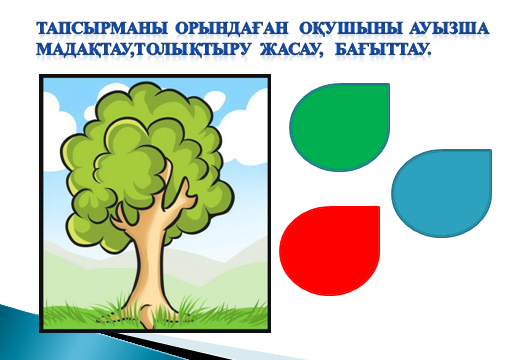 ТАПСЫРМАНЫ ОРЫНДАҒАН ОҚУШЫНЫ АУЫЗША
МАДАҚТАУ,ТОЛЫҚТЫРУ ЖАСАУ, БАҒЫТТАУ.